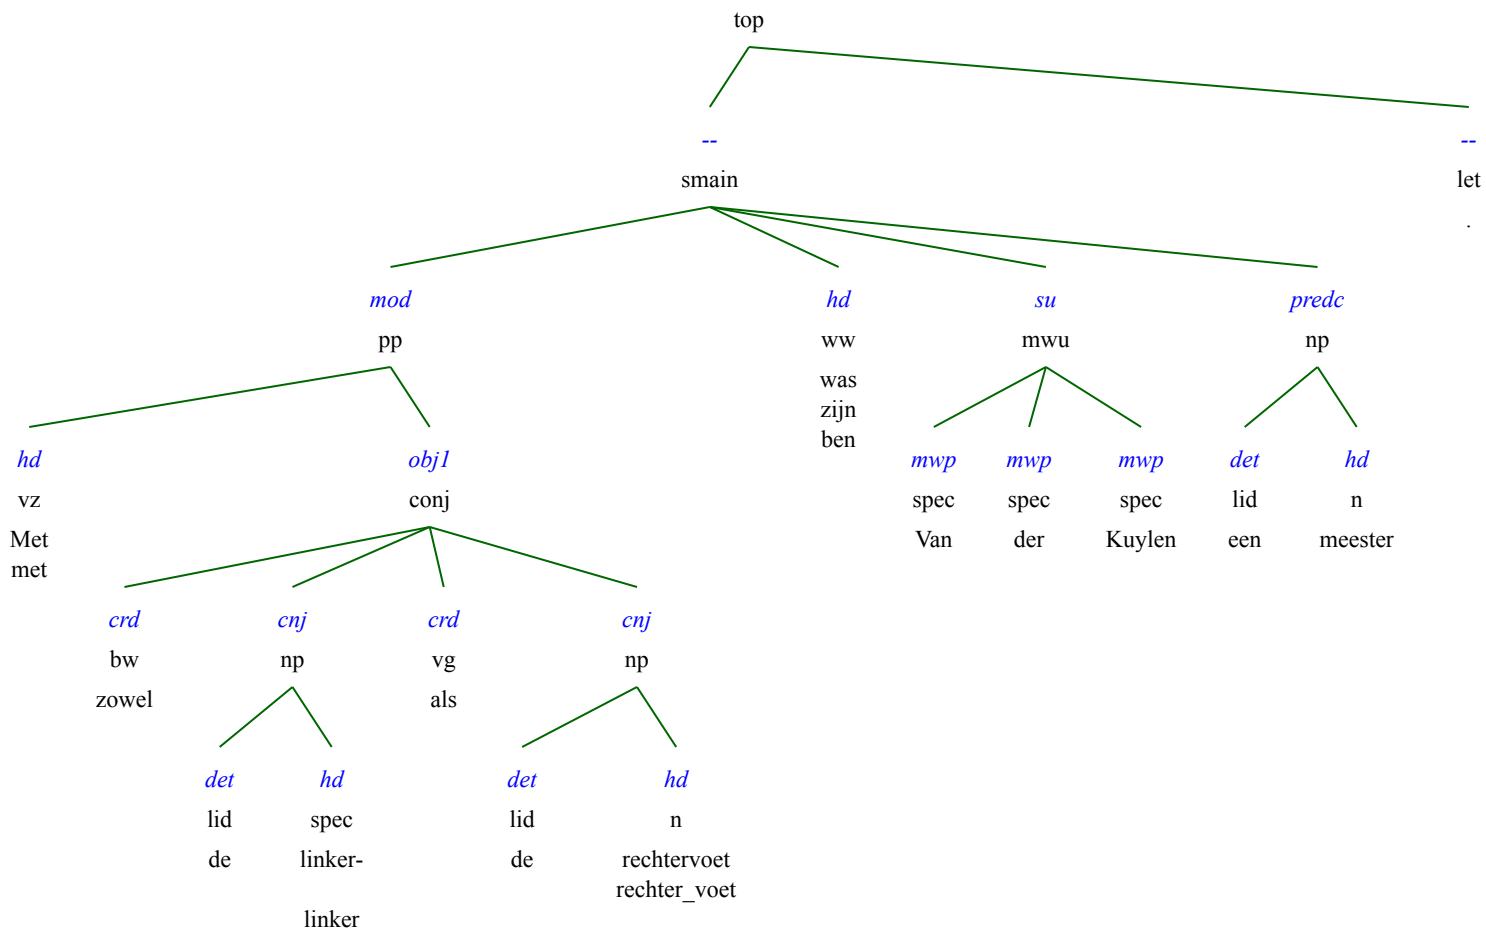 top
-- --
smain let
.
mod hd su predc
pp ww mwu np
was
zijn
ben
hd obj1 mwp mwp mwp det hd
vz conj spec spec spec lid n
Met Van der Kuylen een meester
met
crd cnj crd cnj
bw np vg np
zowel als
det hd det hd
lid spec lid n
de linker- de rechtervoet
rechter_voet
linker